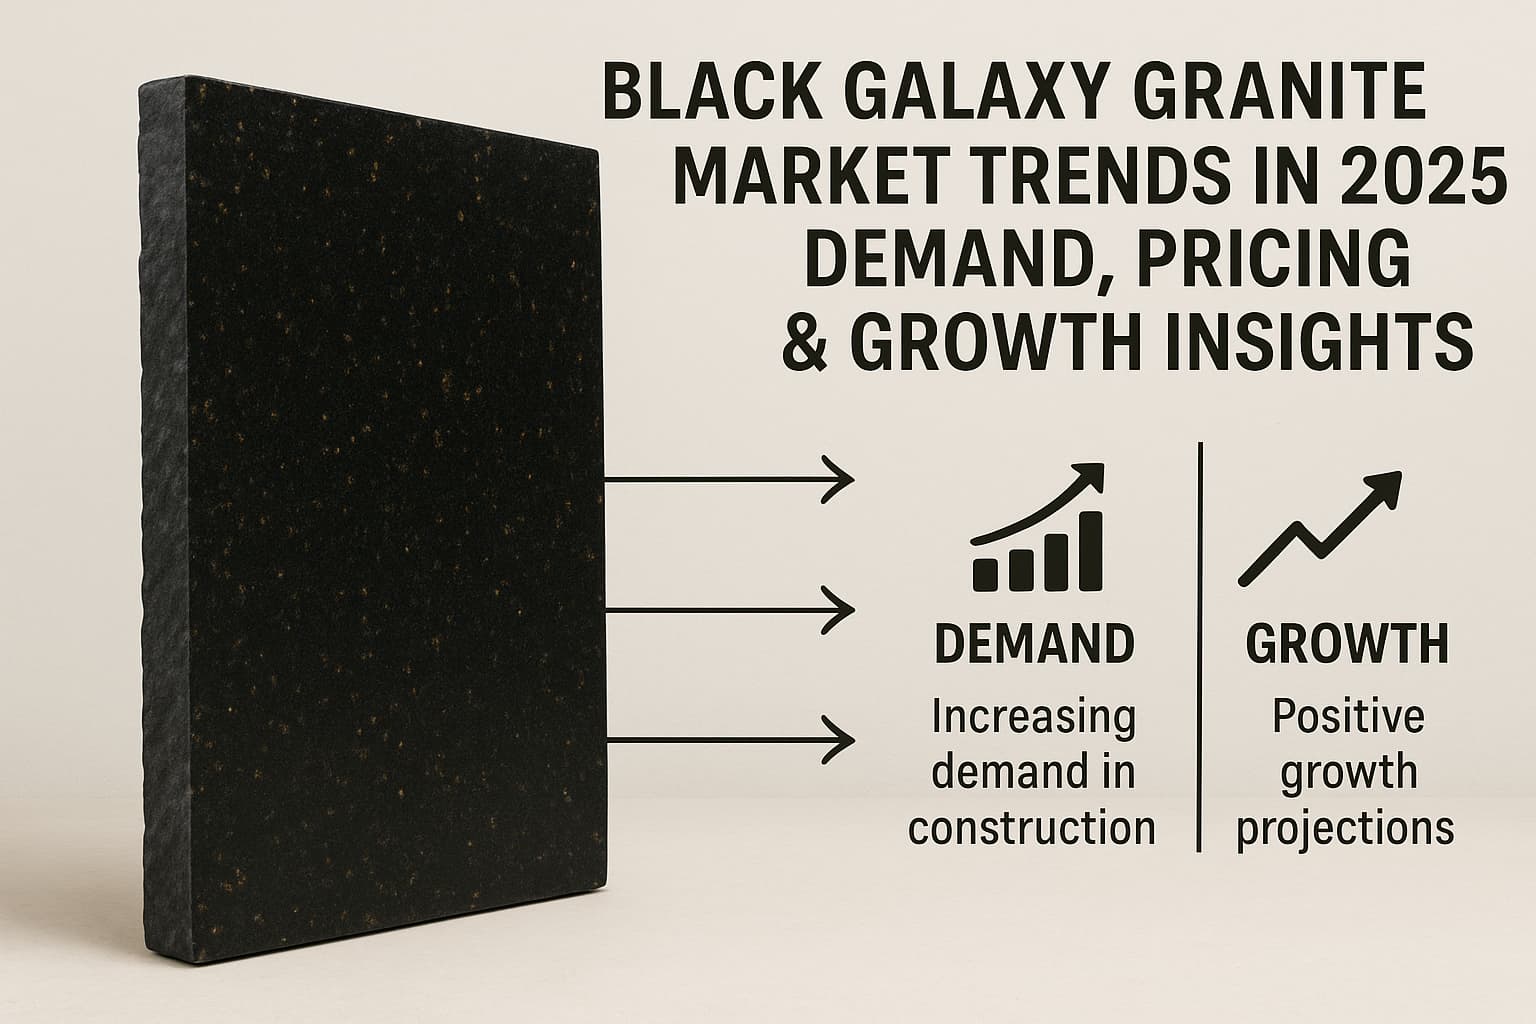 BLACK GALAXY GRANITE
MARKET TRENDS IN 2025
DEMAND, PRICING
& GROWTH INSIGHTS
DEMAND
Increasing
demand in
construction
GROWTH
Positive
growth
projections